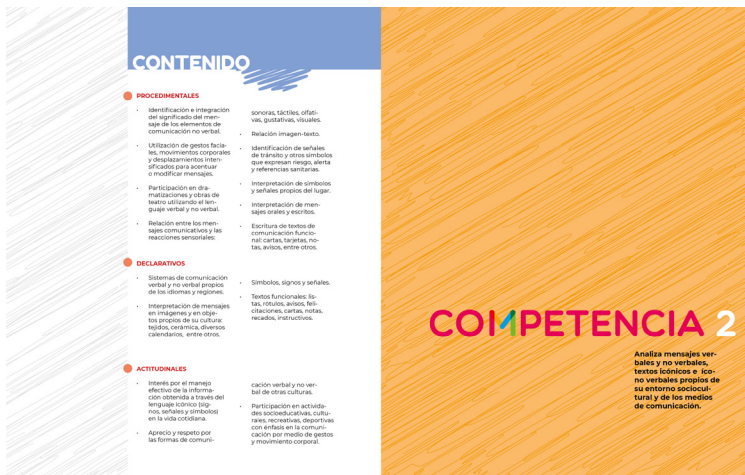 CONTENIDO
PROCEDIMENTALES
• Identificación e integración
del significado del men-
saje de los elementos de
comunicación no verbal.
• Utilización de gestos facia-
les, movimientos corporales
y desplazamientos inten-
sificados para acentuar
o modificar mensajes.
• Participación en dra-
matizaciones y obras de
teatro utilizando el len-
guaje verbal y no verbal.
• Relación entre los men-
sajes comunicativos y las
reacciones sensoriales:
sonoras, táctiles, olfati-
vas, gustativas, visuales.
• Relación imagen-texto.
• Identificación de señales
de tránsito y otros símbolos
que expresan riesgo, alerta
y referencias sanitarias.
• Interpretación de símbolos
y señales propios del lugar.
• Interpretación de men-
sajes orales y escritos.
• Escritura de textos de
comunicación funcio-
nal: cartas, tarjetas, no-
tas, avisos, entre otros.
DECLARATIVOS
• Sistemas de comunicación
verbal y no verbal propios
de los idiomas y regiones.
• Interpretación de mensajes
en imágenes y en obje-
tos propios de su cultura:
tejidos, cerámica, diversos
calendarios, entre otros.
• Símbolos, signos y señales.
• Textos funcionales: lis-
tas, rótulos, avisos, feli-
citaciones, cartas, notas,
recados, instructivos.
ACTITUDINALES
• Interés por el manejo
efectivo de la informa-
ción obtenida a través del
lenguaje icónico (sig-
nos, señales y símbolos)
en la vida cotidiana.
• Aprecio y respeto por
las formas de comuni-
cación verbal y no ver-
bal de otras culturas.
• Participación en activida-
des socioeducativas, cultu-
rales, recreativas, deportivas
con énfasis en la comuni-
cación por medio de gestos
y movimiento corporal.
COMPETENCIA 2
Analiza mensajes ver-
bales y no verbales,
textos icónicos e íco-
no verbales propios de
su entorno sociocul-
tural y de los medios
de comunicación.